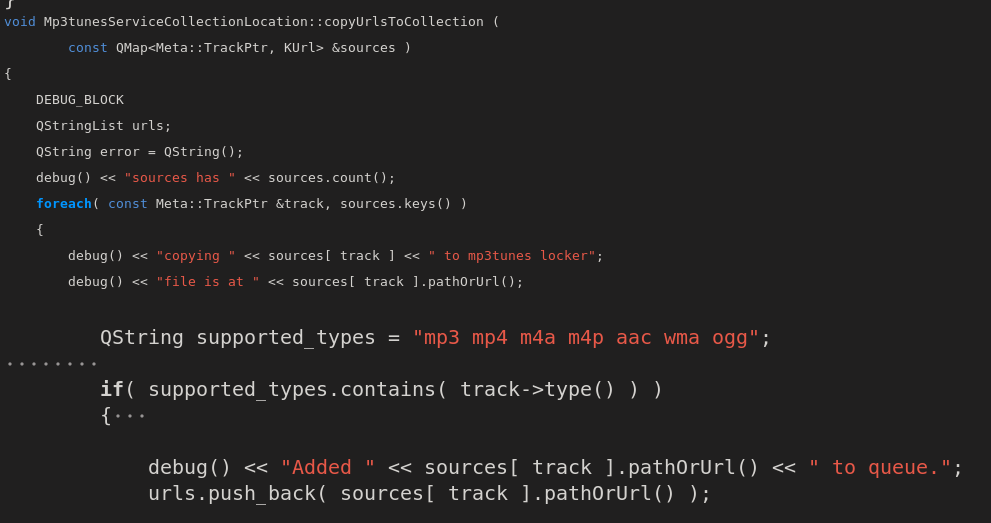 }
void Mp3tunesServiceCollectionLocation::copyUrlsToCollection (
        const QMap<Meta::TrackPtr, KUrl> &sources )
{
    DEBUG_BLOCK
    QStringList urls;
    QString error = QString();
    debug() << "sources has " << sources.count();
    foreach( const Meta::TrackPtr &track, sources.keys() )
    {
        debug() << "copying " << sources[ track ] << " to mp3tunes locker";
        debug() << "file is at " << sources[ track ].pathOrUrl();
        QString supported_types = "mp3 mp4 m4a m4p aac wma ogg";
········
        if( supported_types.contains( track->type() ) )
        {···
            debug() << "Added " << sources[ track ].pathOrUrl() << " to queue.";
            urls.push_back( sources[ track ].pathOrUrl() );